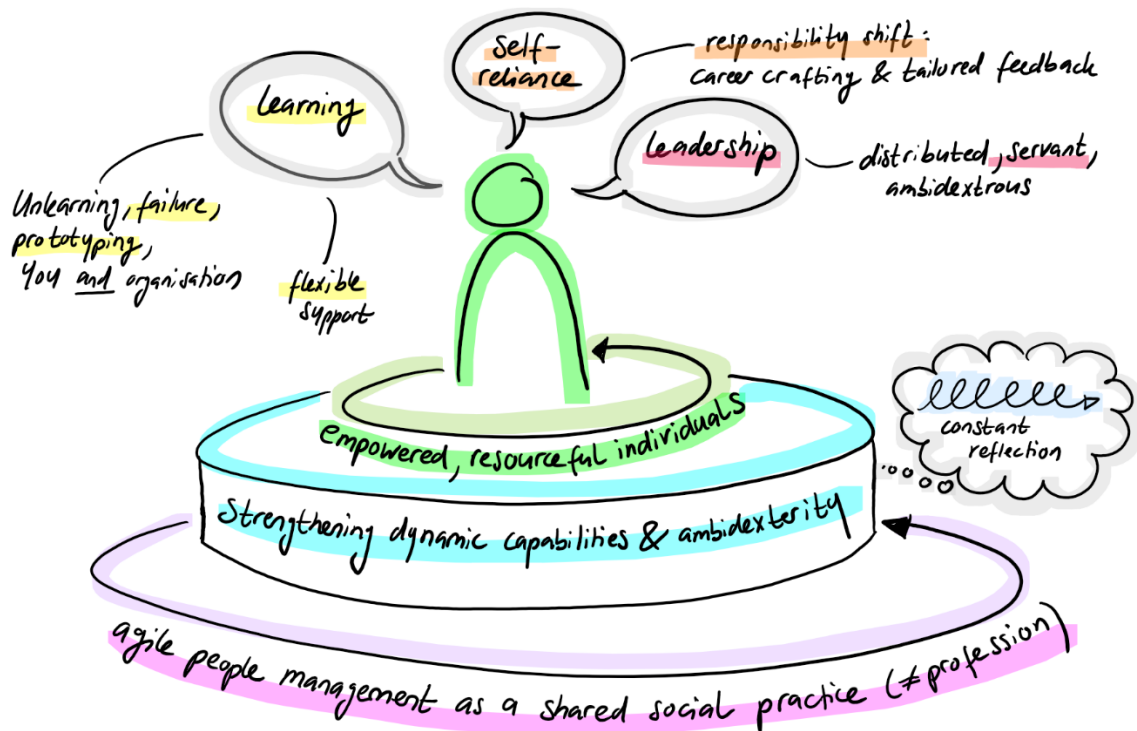 Self-
reliance
responsibility shift:
career crafting & tailored feedback
Learning
Leadership
distributed, servant,
ambidextrous
Unlearning, failure,
prototyping,
You and organisation
flexible
support
empowered, resourceful individuals
constant
reflection
Strengthening dynamic capabilities & ambidexterity
agile people management as a shared social practice (≠ profession)